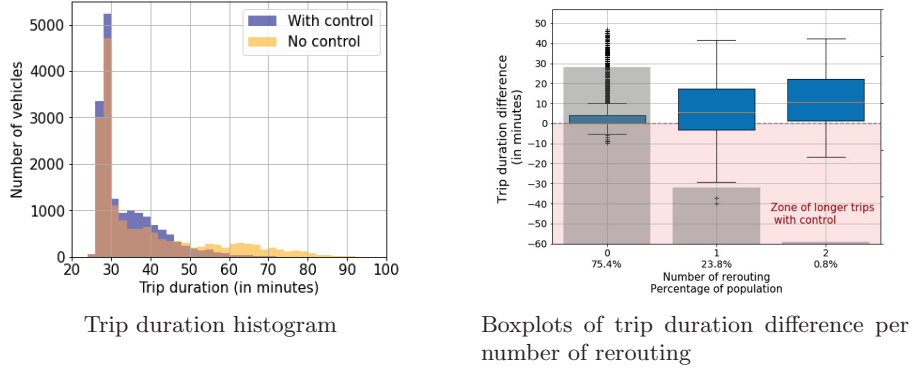 With control
No control
Number of vehicles
5000
4000
3000
2000
1000
0
20 30 40 50 60 70 80 90 100
Trip duration (in minutes)
Trip duration histogram
Trip duration difference
(in minutes)
50
40
30
20
10
0
−10
−20
−30
−40
−50
−60
Zone of longer trips
with control
0 1 2
75.4% 23.8% 0.8%
Number of rerouting
Percentage of population
Boxplots of trip duration difference per
number of rerouting